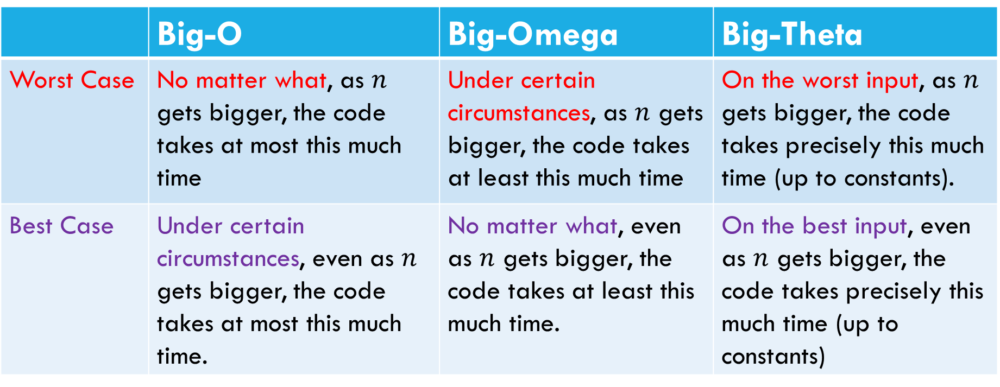 Big-O
Big-Omega
Big-Theta
Worst Case
No matter what, as n
gets bigger, the code
takes at most this much
time
Under certain
circumstances, as n gets
bigger, the code takes
at least this much time
On the worst input, as n
gets bigger, the code
takes precisely this much
time (up to constants).
Best Case
Under certain
circumstances, even as n
gets bigger, the code
takes at most this much
time.
No matter what, even
as n gets bigger, the
code takes at least this
much time.
On the best input, even
as n gets bigger, the
code takes precisely this
much time (up to
constants)